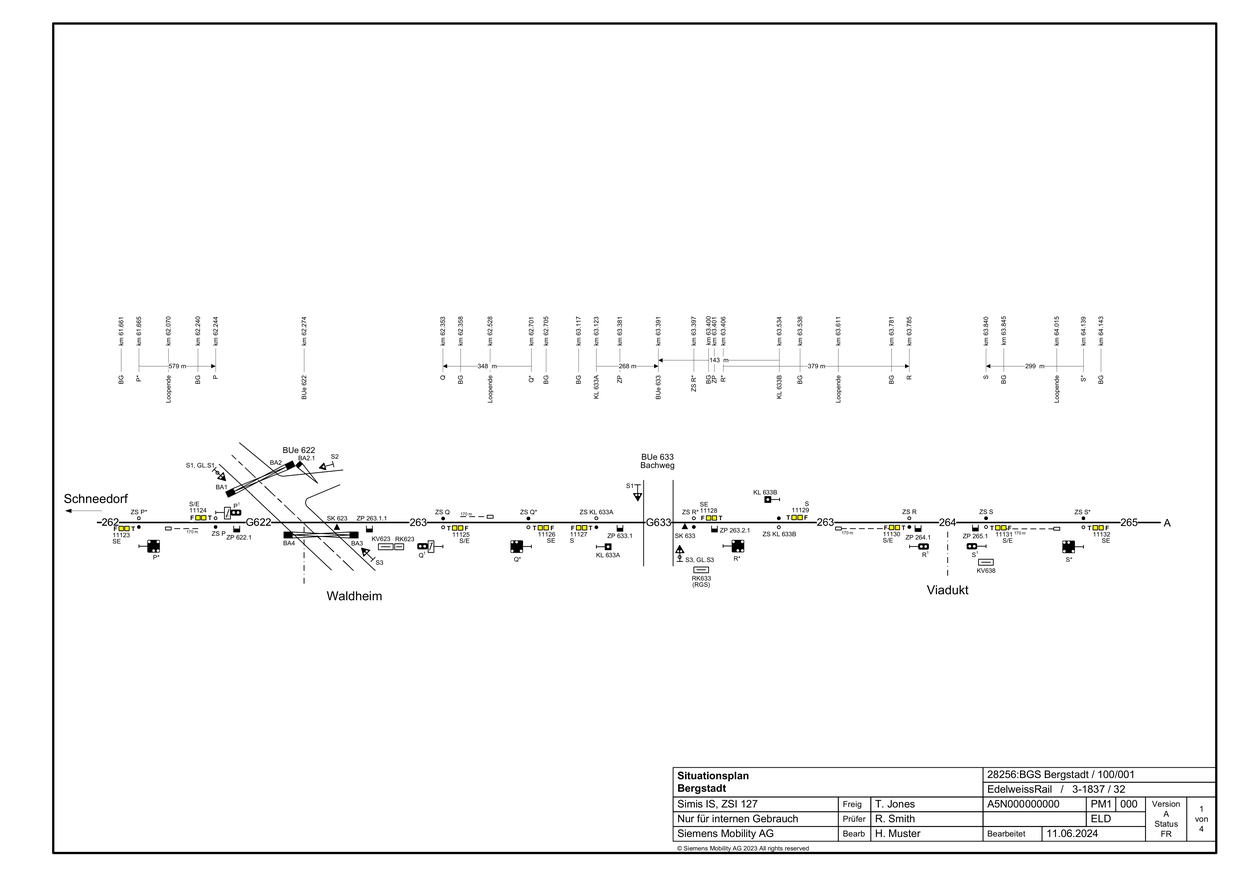 km 61.661
km 61.665
km 62.070
km 62.240
km 62.244
km 62.274
km 62.353
km 62.358
km 62.528
km 62.701
km 62.705
km 63.117
km 63.123
km 63.381
km 63.391
km 63.397
km 63.400
km 63.401
km 63.406
km 63.534
km 63.538
km 63.611
km 63.781
km 63.785
km 63.840
km 63.845
km 64.015
km 64.139
km 64.143
579 m
348 m
268 m
143 m
379 m
299 m
BG
P*
Loopende
BG
P
BUe 622
Q
BG
Loopende
Q*
BG
BG
KL 633A
ZP
BUe 633
ZS R*
BG
ZP
R*
KL 633B
BG
Loopende
BG
R
S
BG
Loopende
S*
BG
BUe 622
BA2
BA2.1
S2
S1, GL.S1
BA1
BUe 633
Bachweg
S1*
KL 633B
Schneedorf
ZS P*
S/E
11124
P¹
F T
262
F T
11123
SE
P*
170 m
ZS P
ZP 622.1
G622
SK 623
ZP 263.1.1
BA4
BA3
S3
KV623
RK623
263
Q
ZS Q
170 m
T F
11125
S/E
ZS Q*
T F
11126
SE
Q*
ZS KL 633A
F T
11127
S
ZP 633.1
KL 633A
G633
ZS R*
SE
11128
F T
SK 633
ZP 263.2.1
S3, GL.S3
RK633
(RGS)
R*
S
11129
T F
ZS KL 633B
263
170 m
ZS R
F T
11130
S/E
ZP 264.1
R¹
264
ZS S
ZP 265.1
S¹
KV638
T F
11131
S/E
170 m
ZS S*
T F
11132
SE
S*
265
A
Waldheim
Viadukt
Situationsplan
Bergstadt
28256:BGS Bergstadt / 100/001
EdelweissRail / 3-1837 / 32
Simis IS, ZSI 127
Freig
T. Jones
A5N000000000
PM1
000
Version
A
Status
FR
1
von
4
Nur für internen Gebrauch
Prüfer
R. Smith
ELD
Siemens Mobility AG
Bearb
H. Muster
Bearbeitet
11.06.2024
© Siemens Mobility AG 2023 All rights reserved